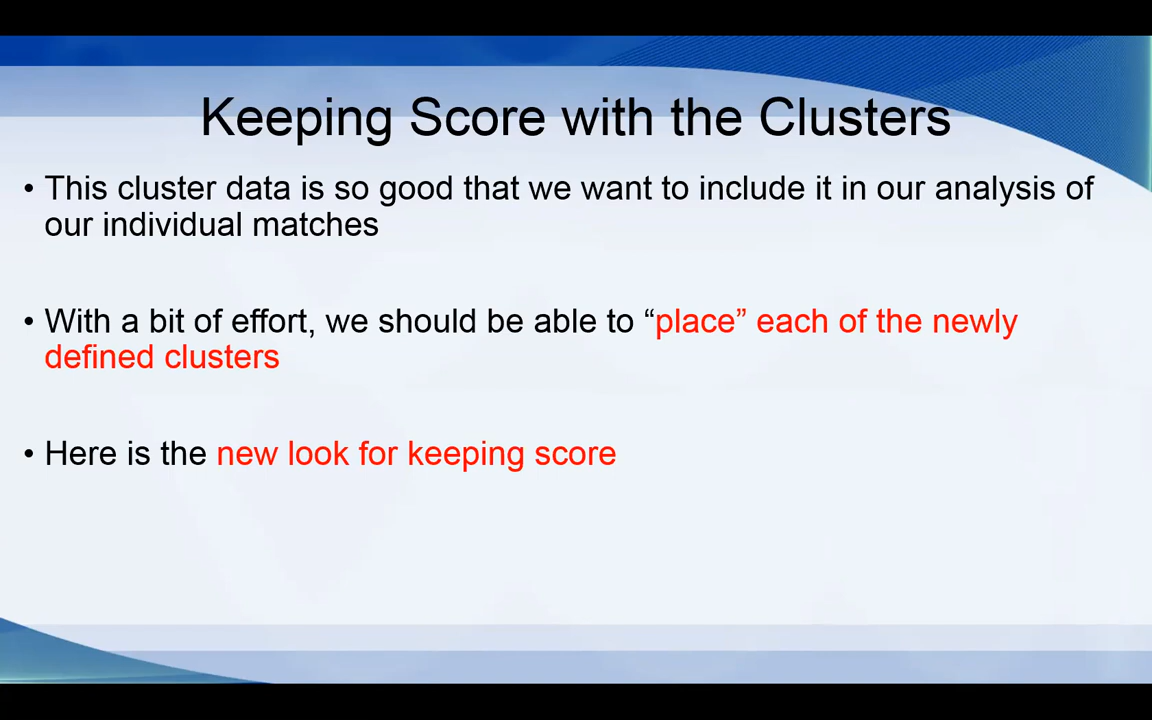 Keeping Score with the Clusters
• This cluster data is so good that we want to include it in our analysis of
our individual matches
• With a bit of effort, we should be able to “place” each of the newly
defined clusters
• Here is the new look for keeping score